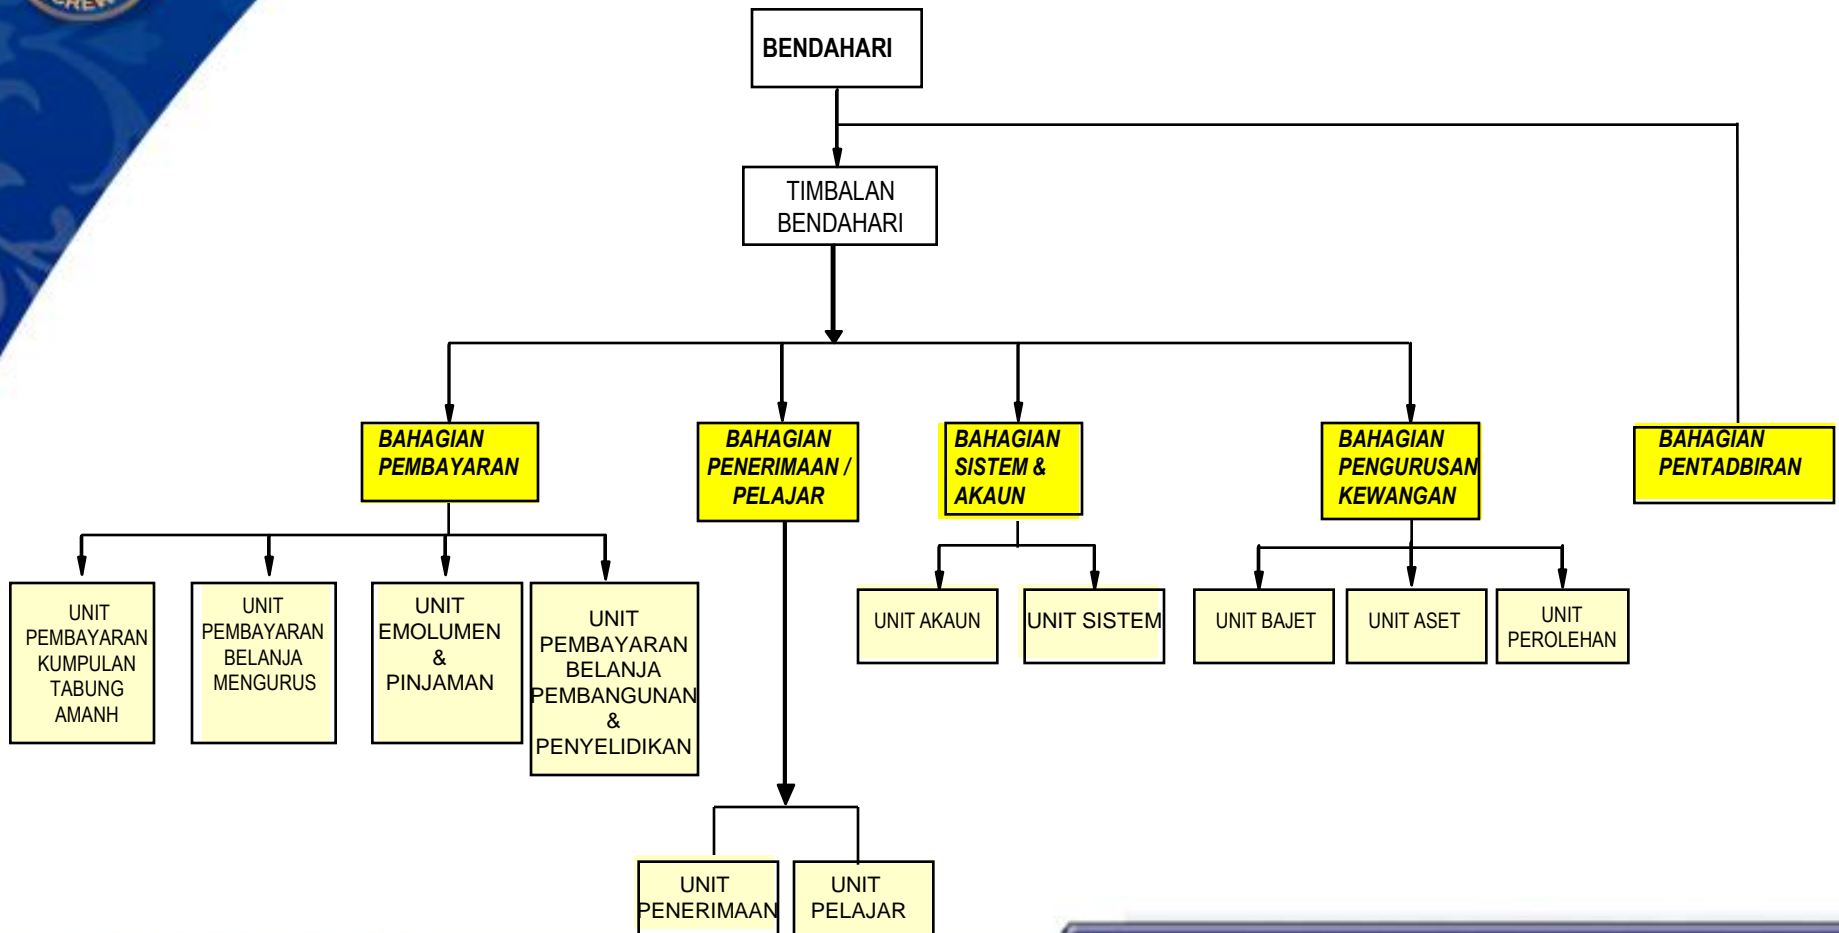 CREW
BENDAHARI
TIMBALAN
BENDAHARI
BAHAGIAN
PEMBAYARAN
BAHAGIAN
PENERIMAAN /
PELAJAR
BAHAGIAN
SISTEM &
AKAUN
BAHAGIAN
PENGURUSAN
KEWANGAN
BAHAGIAN
PENTADBIRAN
UNIT
PEMBAYARAN
KUMPULAN
TABUNG
AMANH
UNIT
PEMBAYARAN
BELANJA
MENGURUS
UNIT
EMOLUMEN
&
PINJAMAN
UNIT
PEMBAYARAN
BELANJA
PEMBANGUNAN
&
PENYELIDIKAN
UNIT AKAUN
UNIT SISTEM
UNIT BAJET
UNIT ASET
UNIT
PEROLEHAN
UNIT
PENERIMAAN
UNIT
PELAJAR